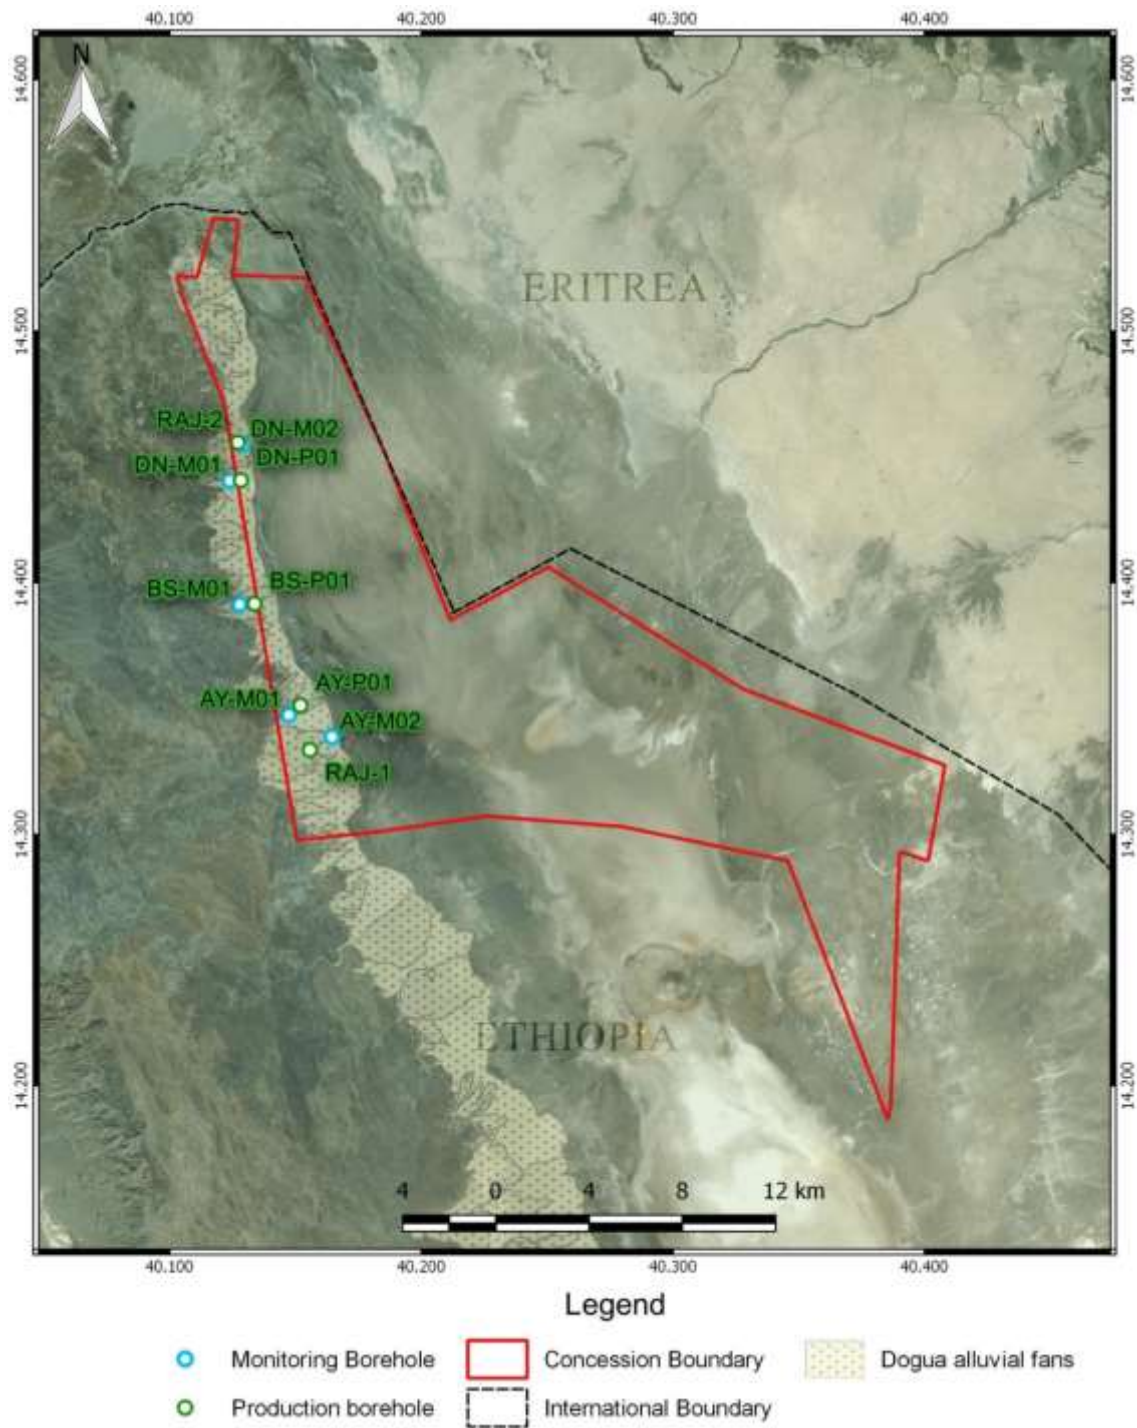 40.100 40.200 40.300 40.400
N
14.600 14.600
ERITREA
14.500 14.500
RAJ-2 DN-M02
DN-M01 DN-P01
14.400 14.400
BS-M01 BS-P01
AY-P01
AY-M01
AY-M02
RAJ-1
14.300 14.300
ETHIOPIA
14.200 14.200
4 0 4 8 12 km
40.100 40.200 40.300 40.400
Legend
Monitoring Borehole Concession Boundary Dogua alluvial fans
Production borehole International Boundary